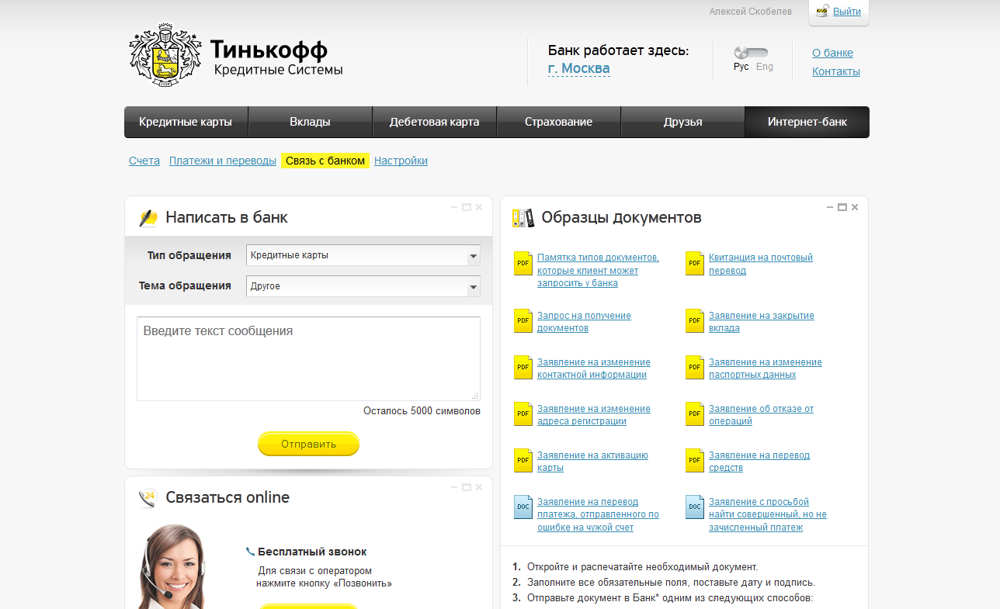 Алексей Скобелев
Выйти
Тинькофф
Кредитные Системы
Банк работает здесь:
г. Москва
Рус Eng
О банке
Контакты
Кредитные карты
Вклады
Дебетовая карта
Страхование
Друзья
Интернет-банк
Счета
Платежи и переводы
Связь с банком
Настройки
Написать в банк
Тип обращения
Кредитные карты
Тема обращения
Другое
Введите текст сообщения
Осталось 5000 символов
Отправить
Связаться online
24
Бесплатный звонок
Для связи с оператором
нажмите кнопку «Позвонить»
Образцы документов
PDF
Памятка типов документов,
которые клиент может
запросить у банка
PDF
Квитанция на почтовый
перевод
PDF
Запрос на получение
документов
PDF
Заявление на закрытие
вклада
PDF
Заявление на изменение
контактной информации
PDF
Заявление на изменение
паспортных данных
PDF
Заявление на изменение
адреса регистрации
PDF
Заявление об отказе от
операций
PDF
Заявление на активацию
карты
PDF
Заявление на перевод
средств
DOC
Заявление на перевод
платежа, отправленного по
ошибке на чужой счет
DOC
Заявление с просьбой
найти совершенный, но не
зачисленный платеж
1. Откройте и распечатайте необходимый документ.
2. Заполните все обязательные поля, поставьте дату и подпись.
3. Отправьте документ в Банк* одним из следующих способов: